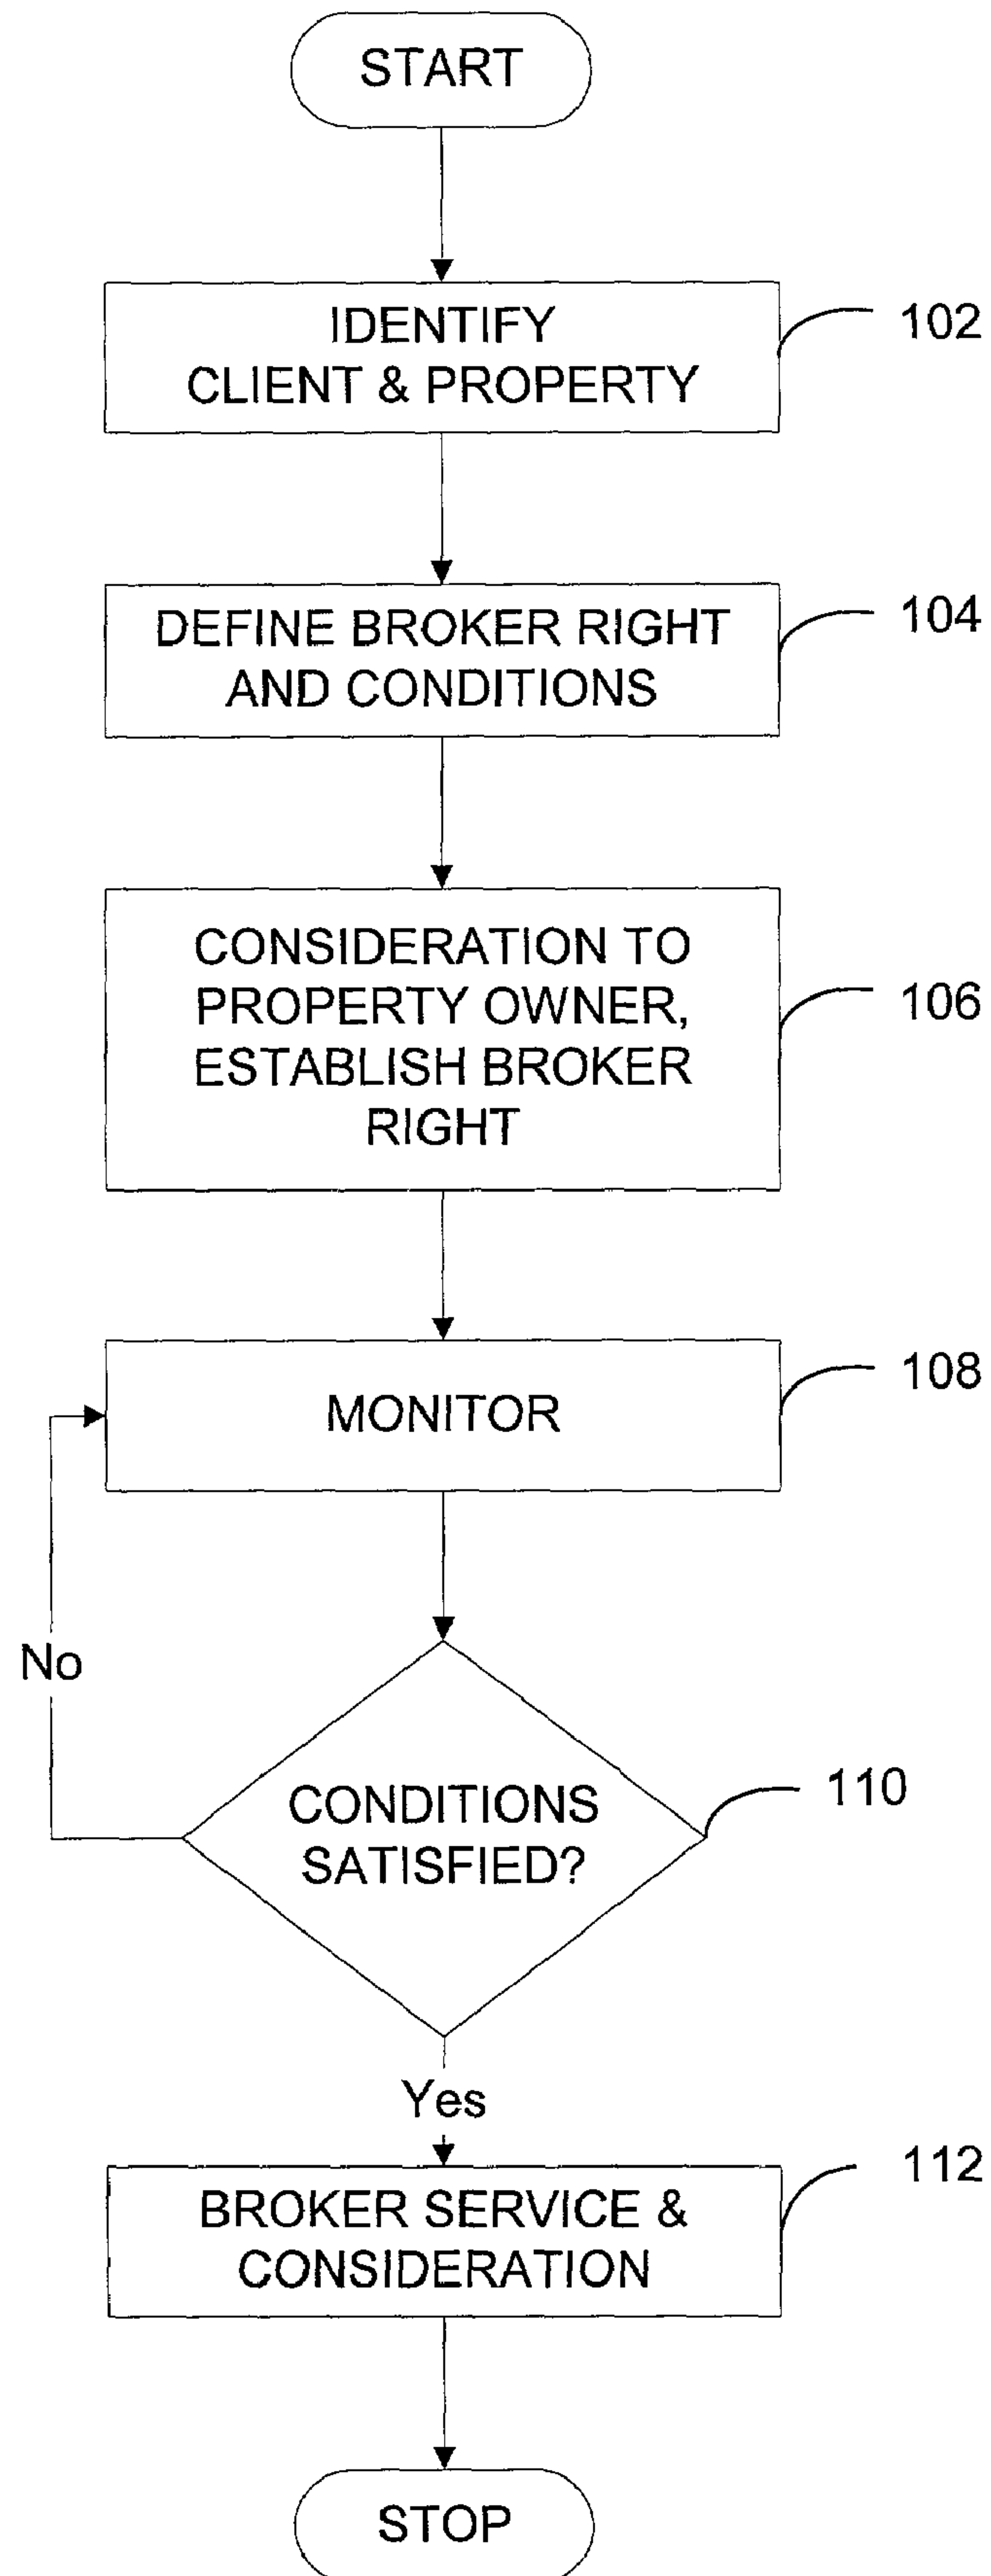 START
IDENTIFY
CLIENT & PROPERTY
102
DEFINE BROKER RIGHT
AND CONDITIONS
104
CONSIDERATION TO
PROPERTY OWNER,
ESTABLISH BROKER
RIGHT
106
MONITOR
108
No
CONDITIONS
SATISFIED?
110
Yes
BROKER SERVICE &
CONSIDERATION
112
STOP